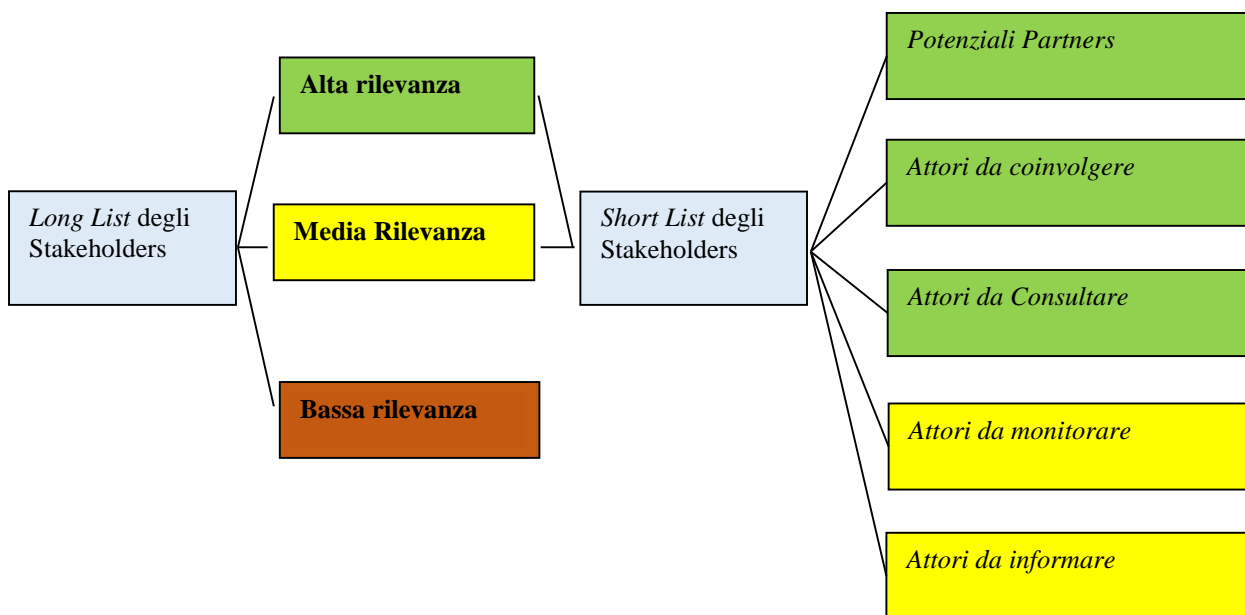 Long List degli
Stakeholders
Alta rilevanza
Media Rilevanza
Bassa rilevanza
Short List degli
Stakeholders
Potenziali Partners
Attori da coinvolgere
Attori da Consultare
Attori da monitorare
Attori da informare